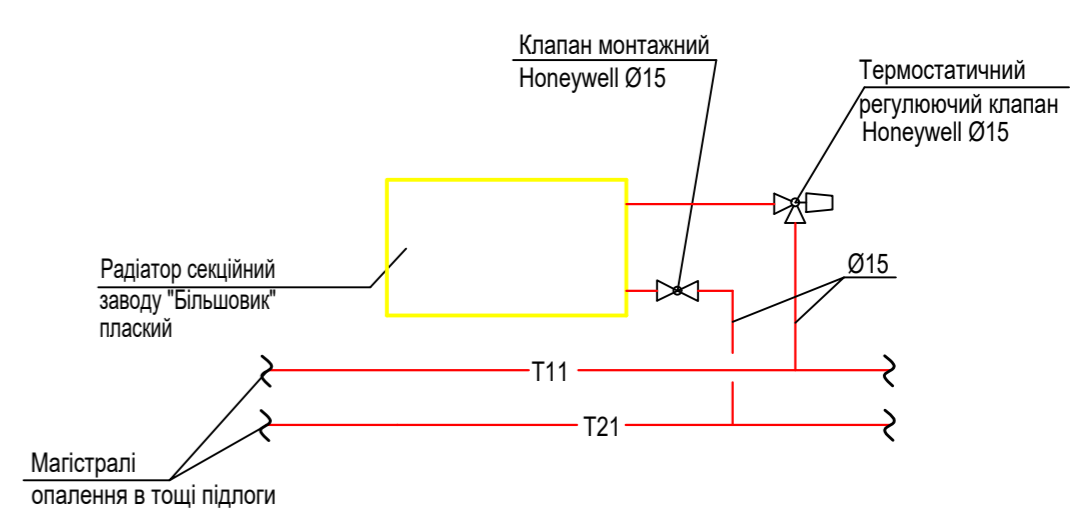 Клапан монтажний
Honeywell Ø15
Термостатичний
регулюючий клапан
Honeywell Ø15
Радіатор секційний
заводу "Більшовик"
плаский
Ø15
T11
T21
Магістралі
опалення в тощі підлоги